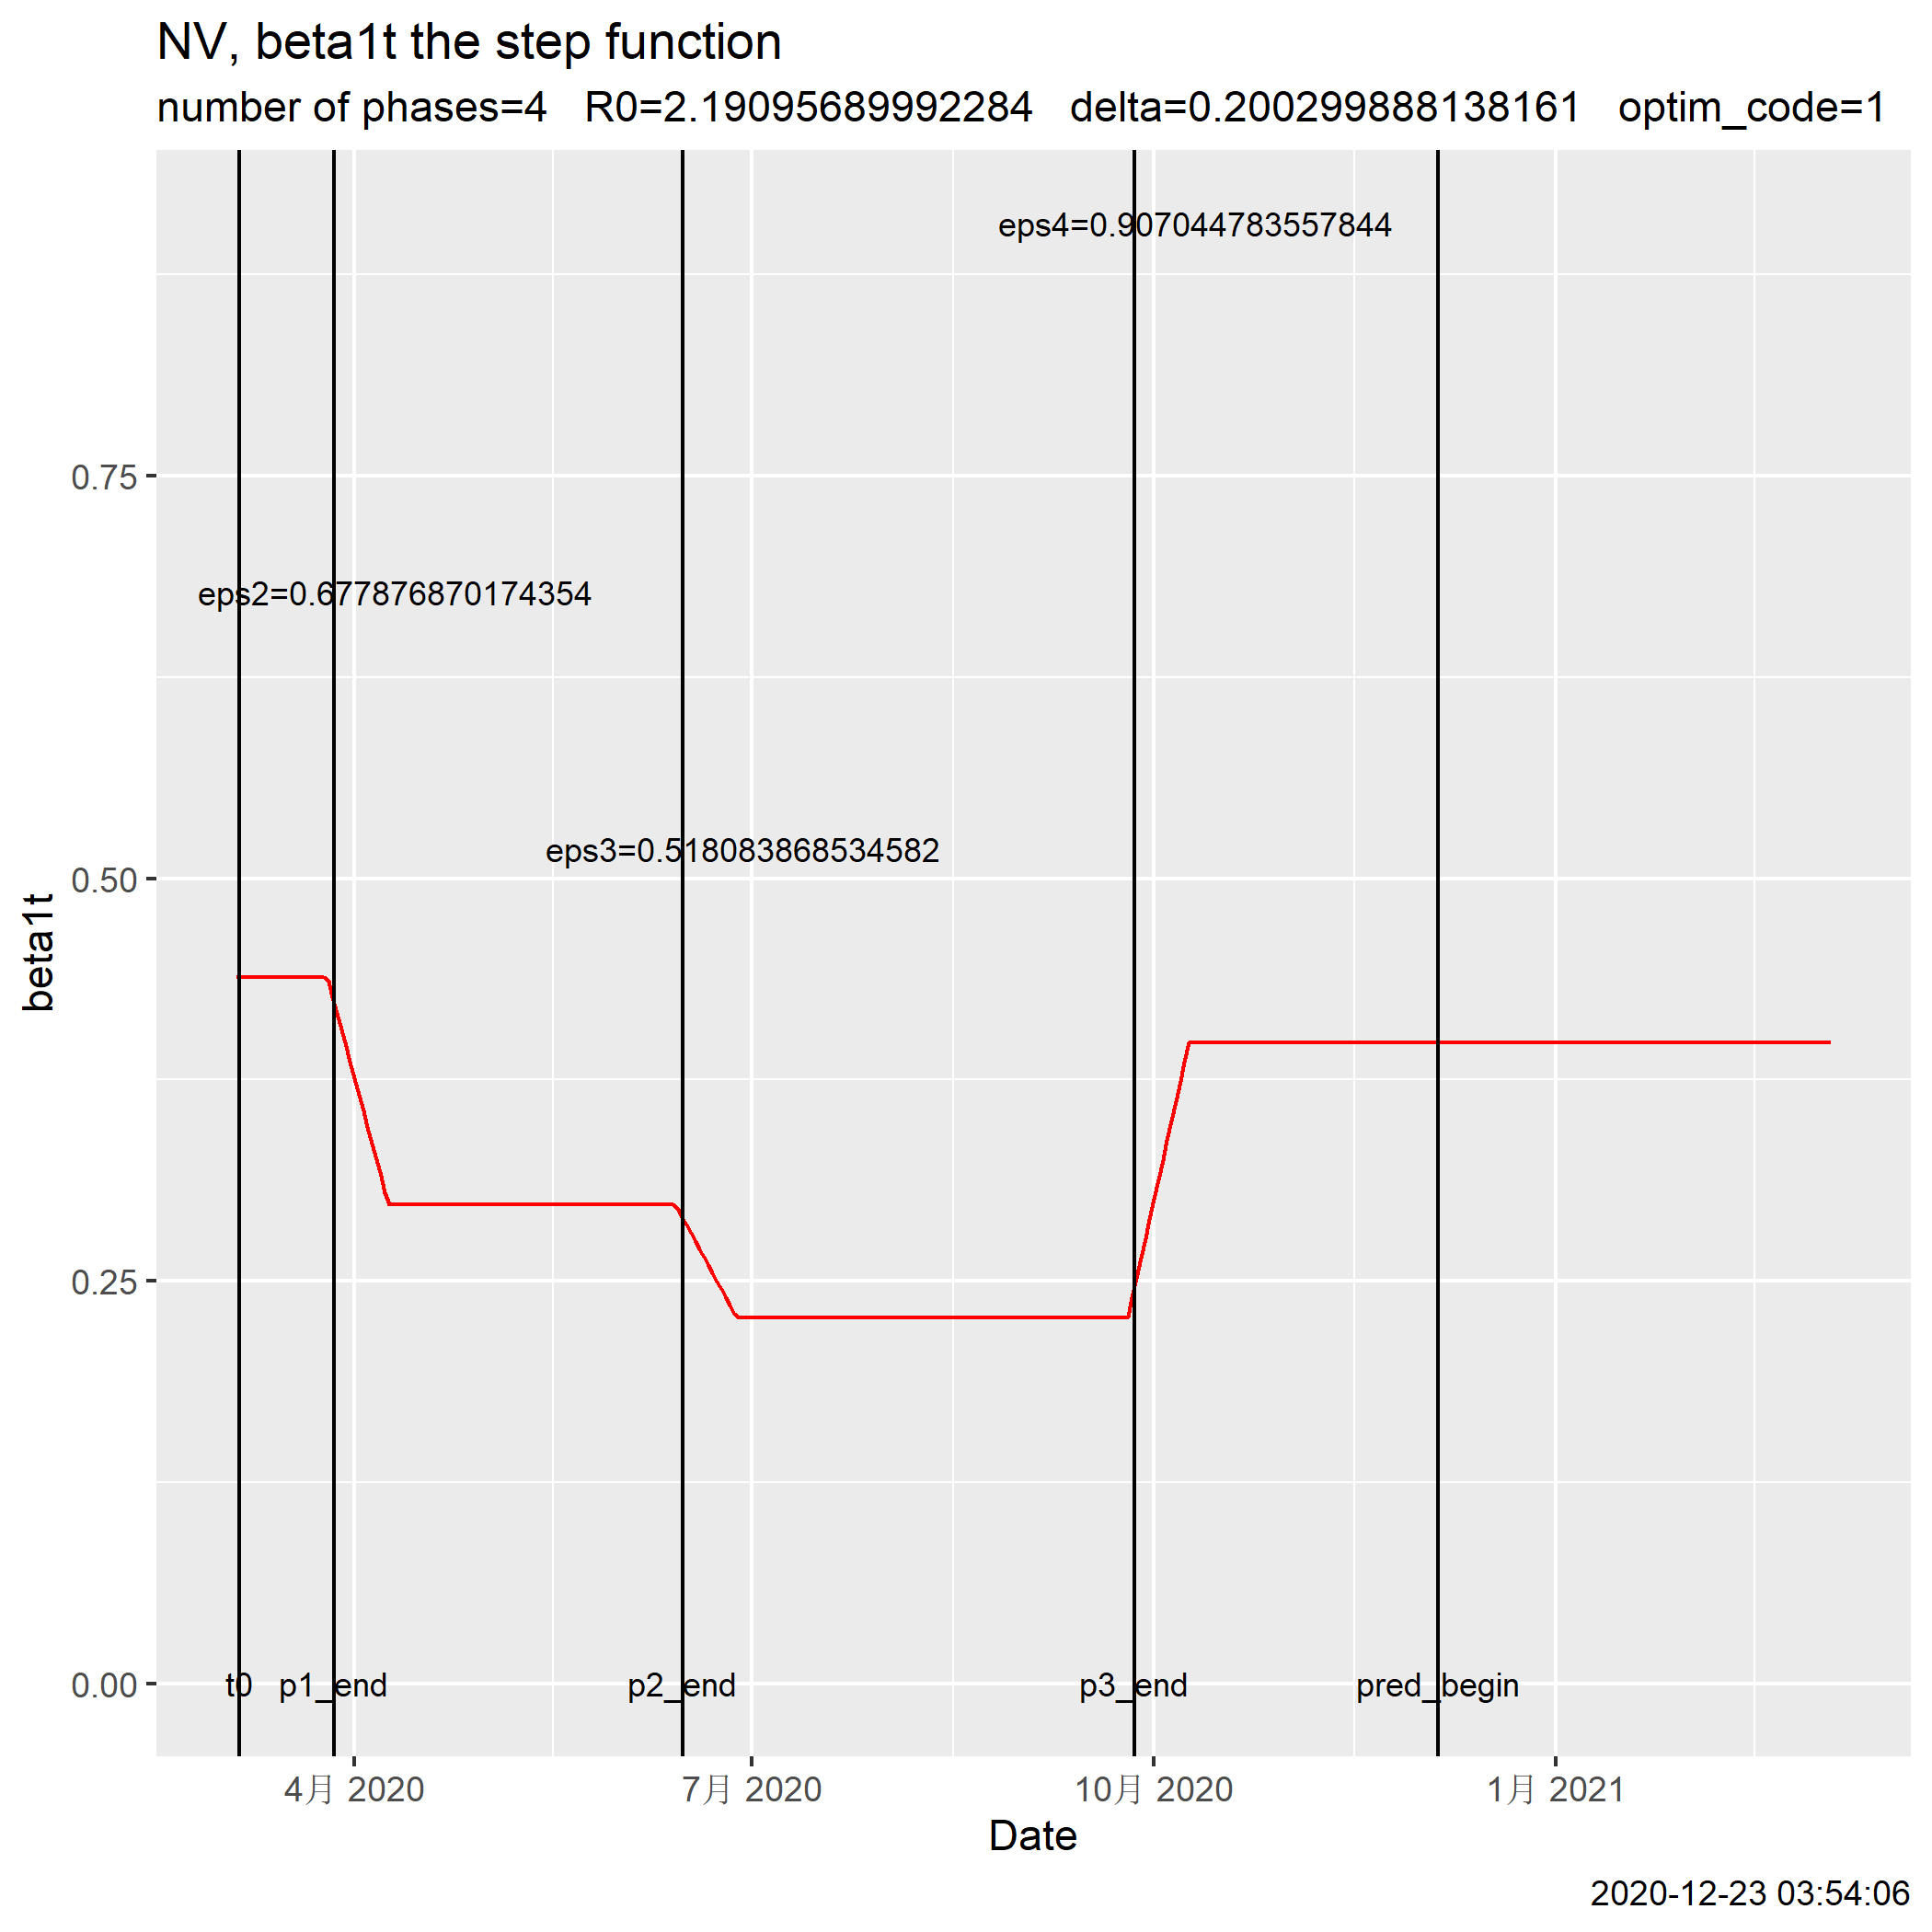 NV, beta1t the step function
number of phases=4 R0=2.19095689992284 delta=0.200299888138161 optim_code=1
eps4=0.907044783557844
0.75
eps2=0.677876870174354
eps3=0.518083868534582
0.50
beta1t
0.25
0.00
t0 p1_end p2_end p3_end pred_begin
4月 2020 7月 2020 10月 2020 1月 2021
Date
2020-12-23 03:54:06